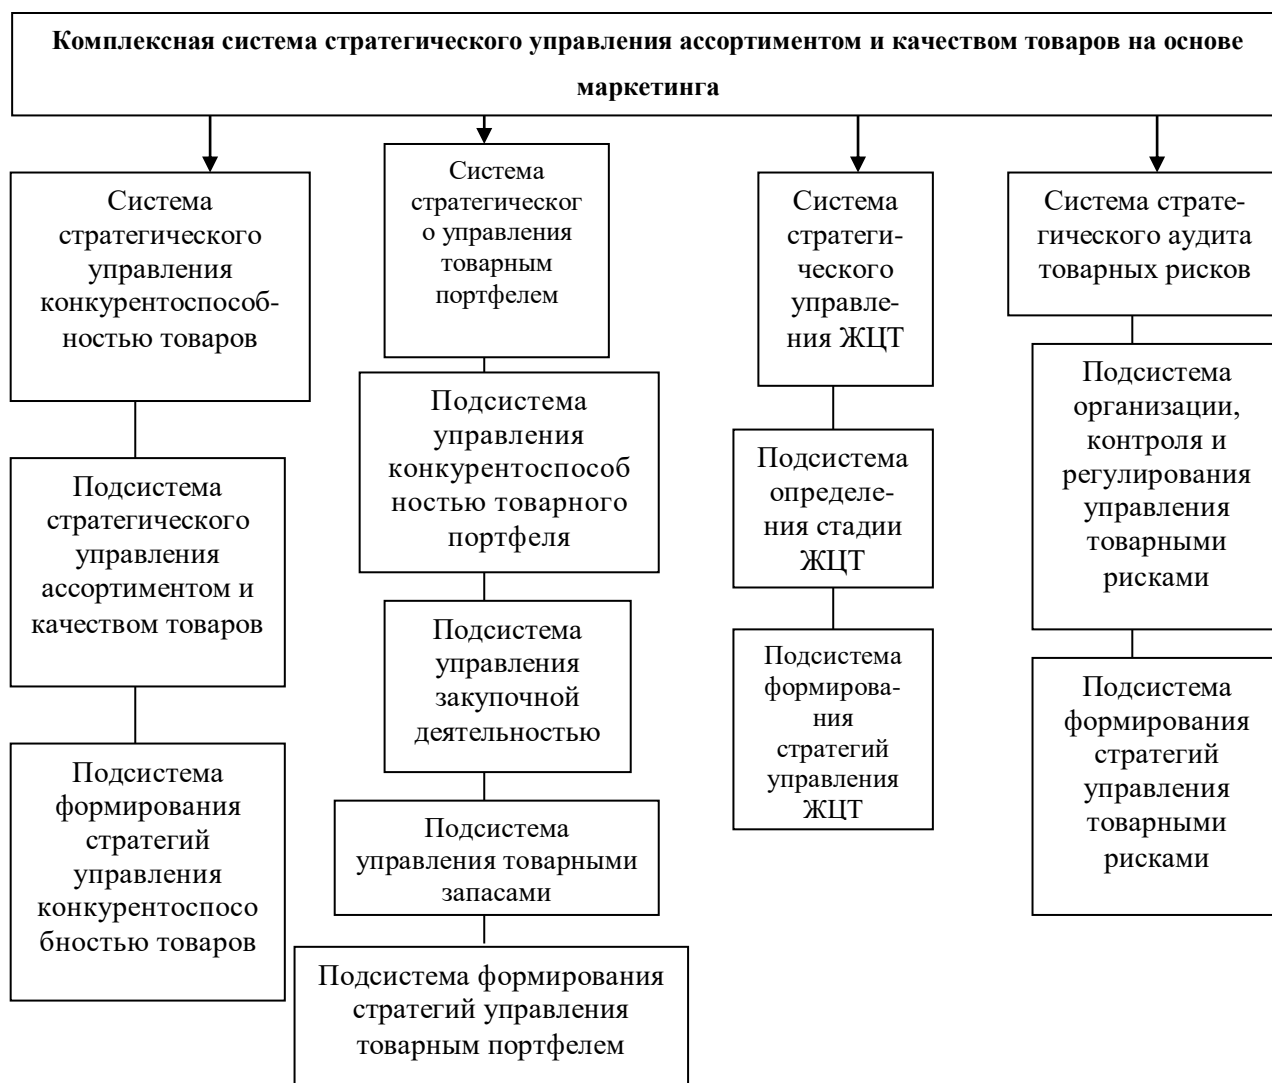 Комплексная система стратегического управления ассортиментом и качеством товаров на основе
маркетинга
Система
стратегического
управления
конкурентоспособ-
ностью товаров
Подсистема
стратегического
управления
ассортиментом и
качеством товаров
Подсистема
формирования
стратегий
управления
конкурентоспосо
бностью товаров
Система
стратегическог
о управления
товарным
портфелем
Подсистема
управления
конкурентоспособ
ностью товарного
портфеля
Подсистема
управления
закупочной
деятельностью
Подсистема
управления товарными
запасами
Подсистема формирования
стратегий управления
товарным портфелем
Система
стратеги-
ческого
управле-
ния ЖЦТ
Подсистема
определе-
ния стадии
ЖЦТ
Подсистема
формирова-
ния
стратегий
управления
ЖЦТ
Система страте-
гического аудита
товарных рисков
Подсистема
организации,
контроля и
регулирования
управления
товарными
рисками
Подсистема
формирования
стратегий
управления
товарными
рисками